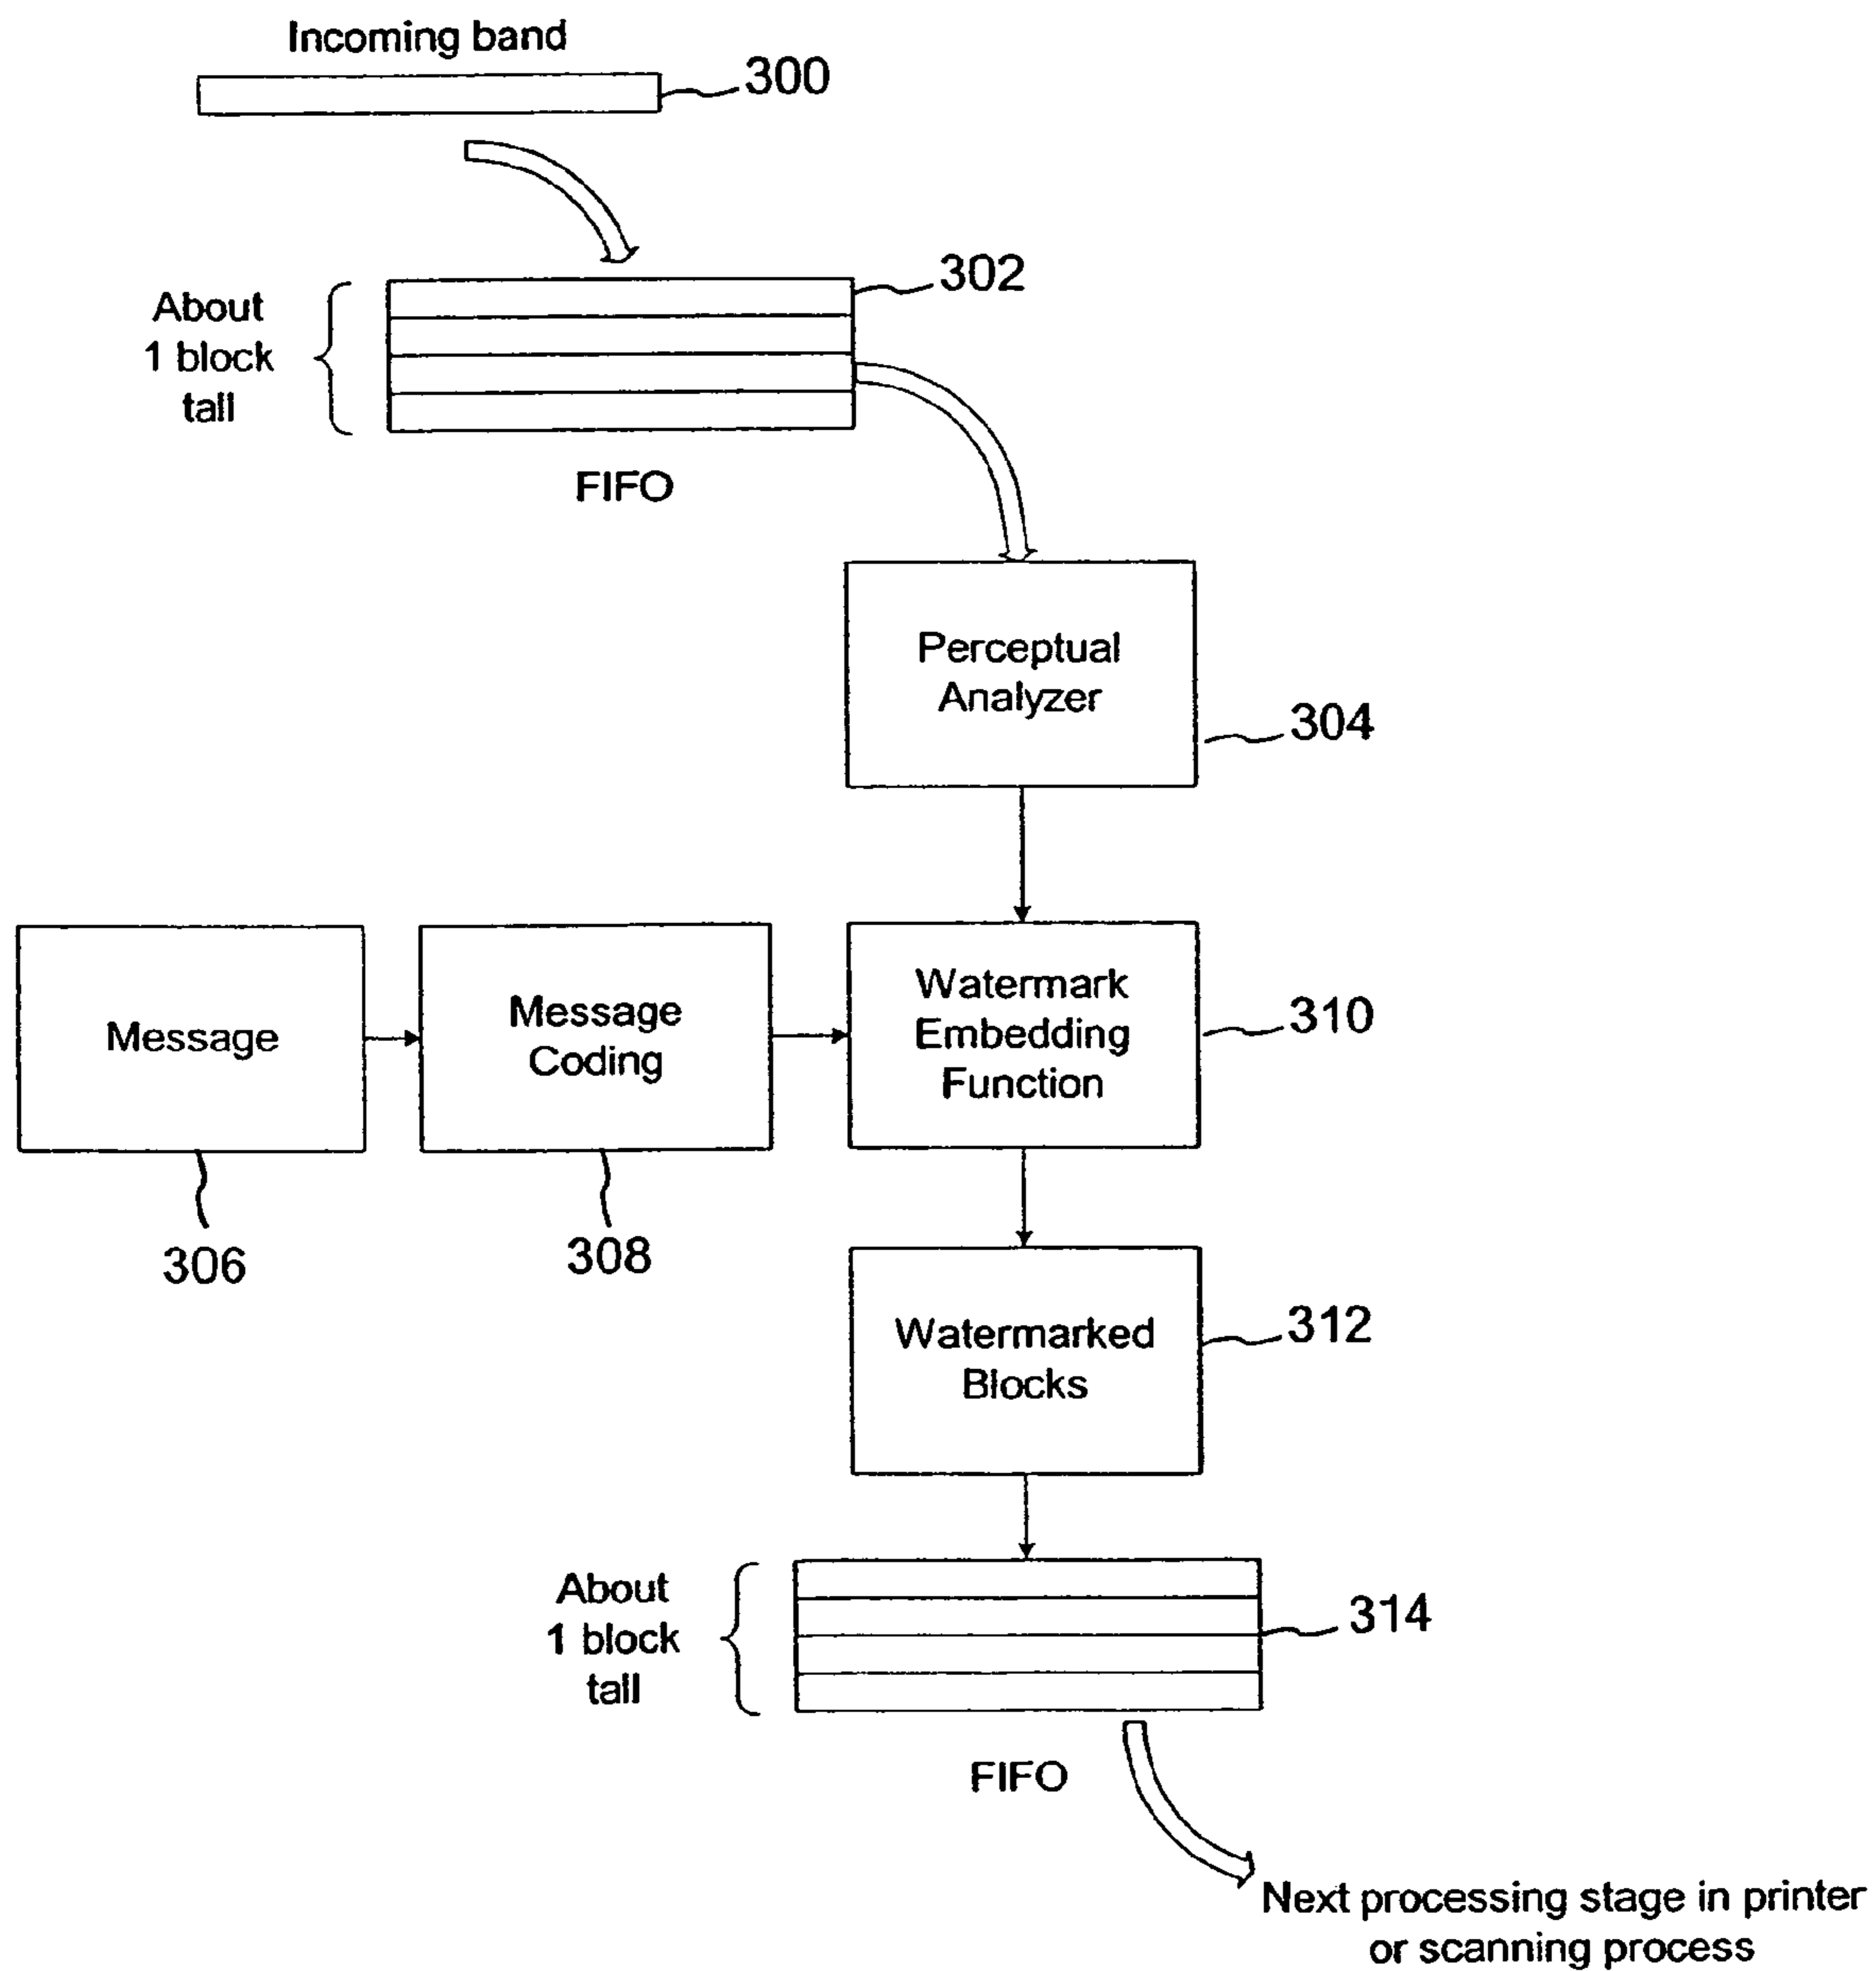 Incoming band
300
302
About
1 block
tall
FIFO
Perceptual
Analyzer
304
Message
Message
Coding
Watermark
Embedding
Function
310
306
308
Watermarked
Blocks
312
About
1 block
tall
314
FIFO
Next processing stage in printer
or scanning process